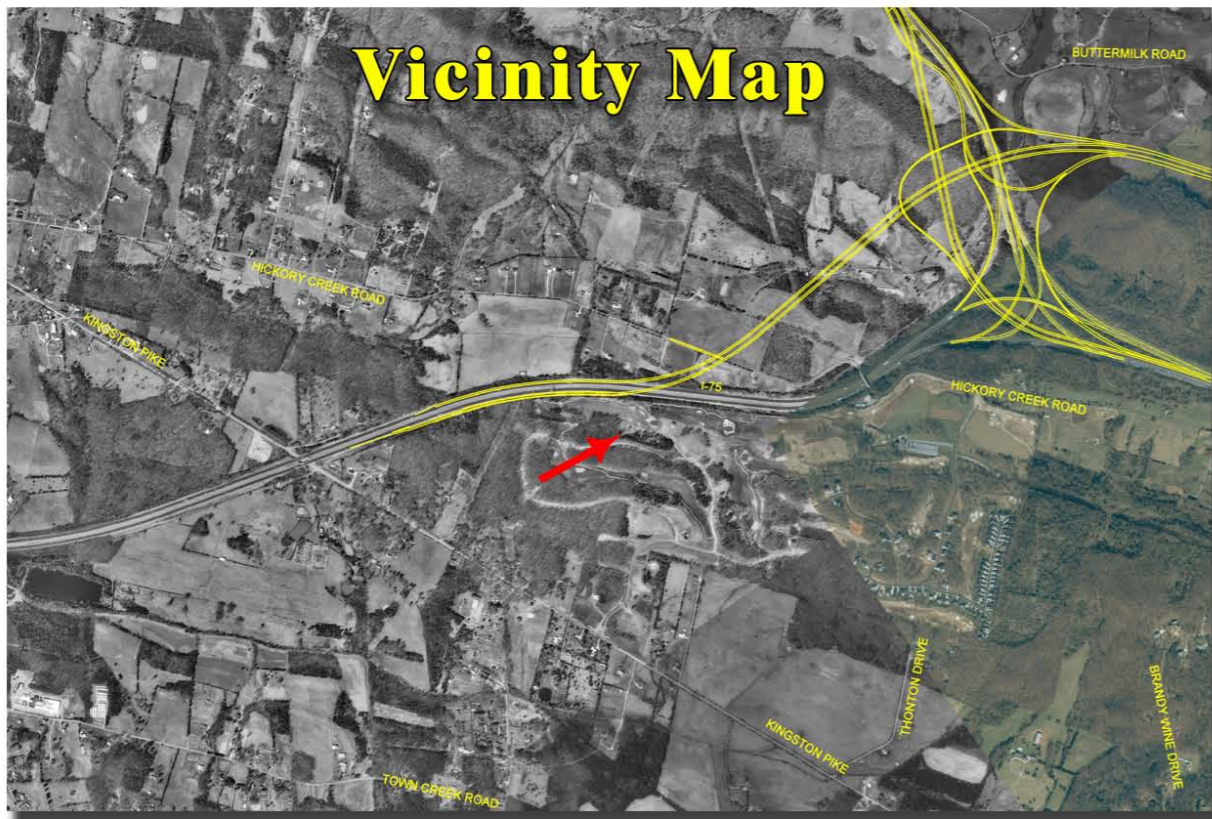 Vicinity Map
BUTTERMILK ROAD
HICKORY CREEK ROAD
KINGSTON PIKE
I-75
HICKORY CREEK ROAD
THONTON DRIVE
BRANDY WINE DRIVE
KINGSTON PIKE
TOWN CREEK ROAD